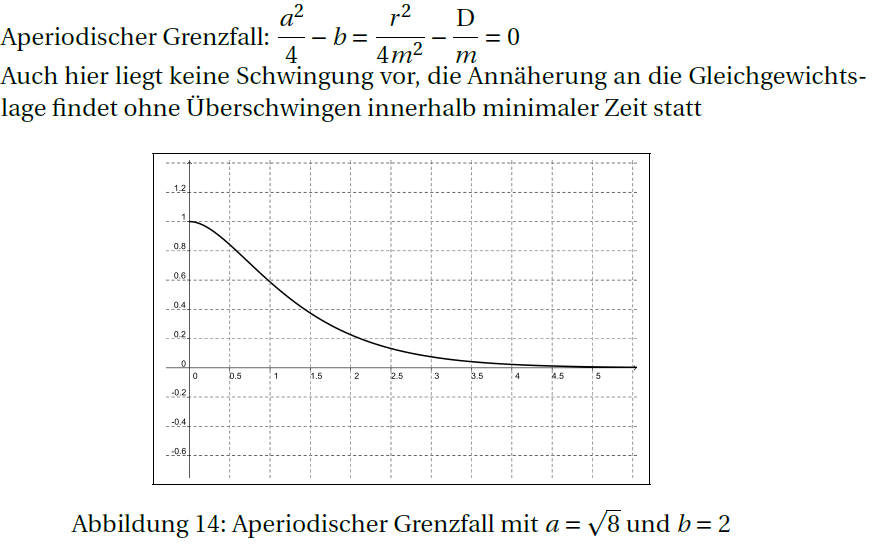 Aperiodischer Grenzfall: a²/4 − b = r²/4m² − D/m = 0
Auch hier liegt keine Schwingung vor, die Annäherung an die Gleichgewichts-
lage findet ohne Überschwingen innerhalb minimaler Zeit statt
1.2
1
0.8
0.6
0.4
0.2
0
0 0.5 1 1.5 2 2.5 3 3.5 4 4.5 5
-0.2
-0.4
-0.6
Abbildung 14: Aperiodischer Grenzfall mit a = √8 und b = 2